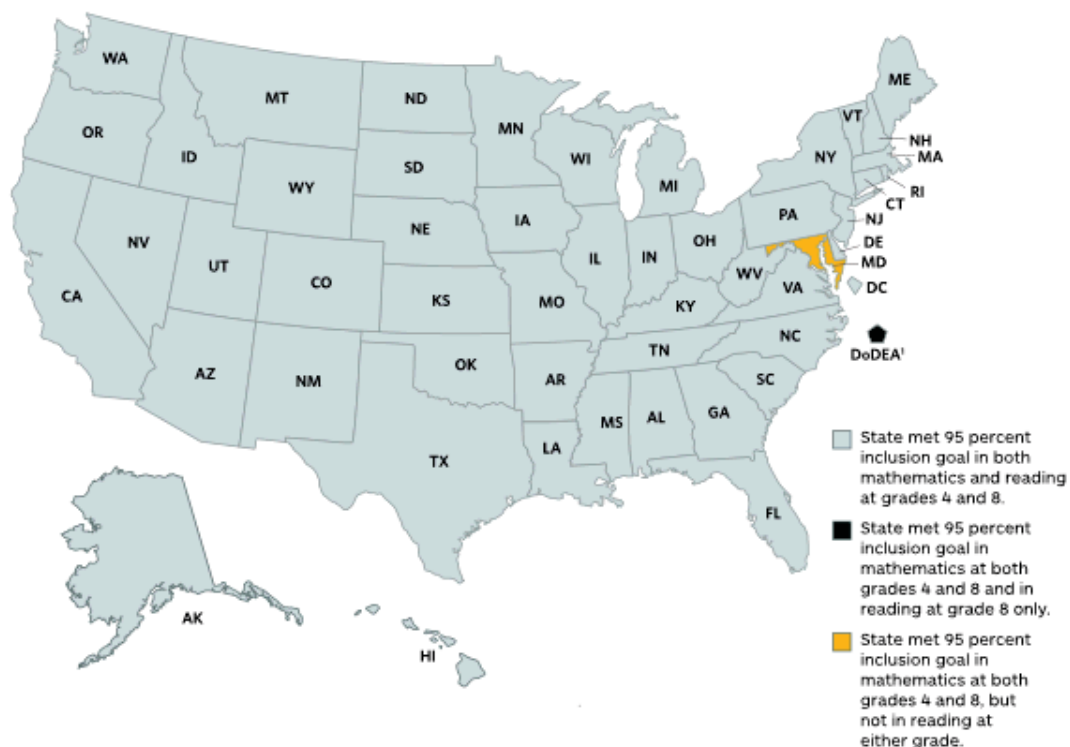 WA
MT
ND
MN
ME
VT
NH
MA
OR
ID
SD
WI
NY
WY
MI
RI
CT
IA
PA
NJ
NE
OH
DE
NV
UT
IL
IN
MD
CO
WV
DC
CA
KS
MO
VA
KY
NC
DoDEA¹
TN
AZ
NM
OK
AR
SC
MS
AL
GA
LA
TX
FL
AK
HI
State met 95 percent
inclusion goal in both
mathematics and reading
at grades 4 and 8.
State met 95 percent
inclusion goal in
mathematics at both
grades 4 and 8 and in
reading at grade 8 only.
State met 95 percent
inclusion goal in
mathematics at both
grades 4 and 8, but
not in reading at
either grade.